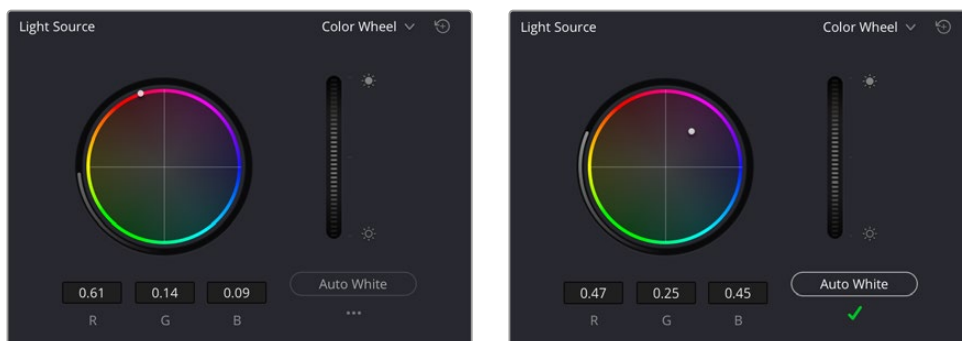 Light Source Color Wheel
0.61 0.14 0.09
R G B
Auto White
Light Source Color Wheel
0.47 0.25 0.45
R G B
Auto White